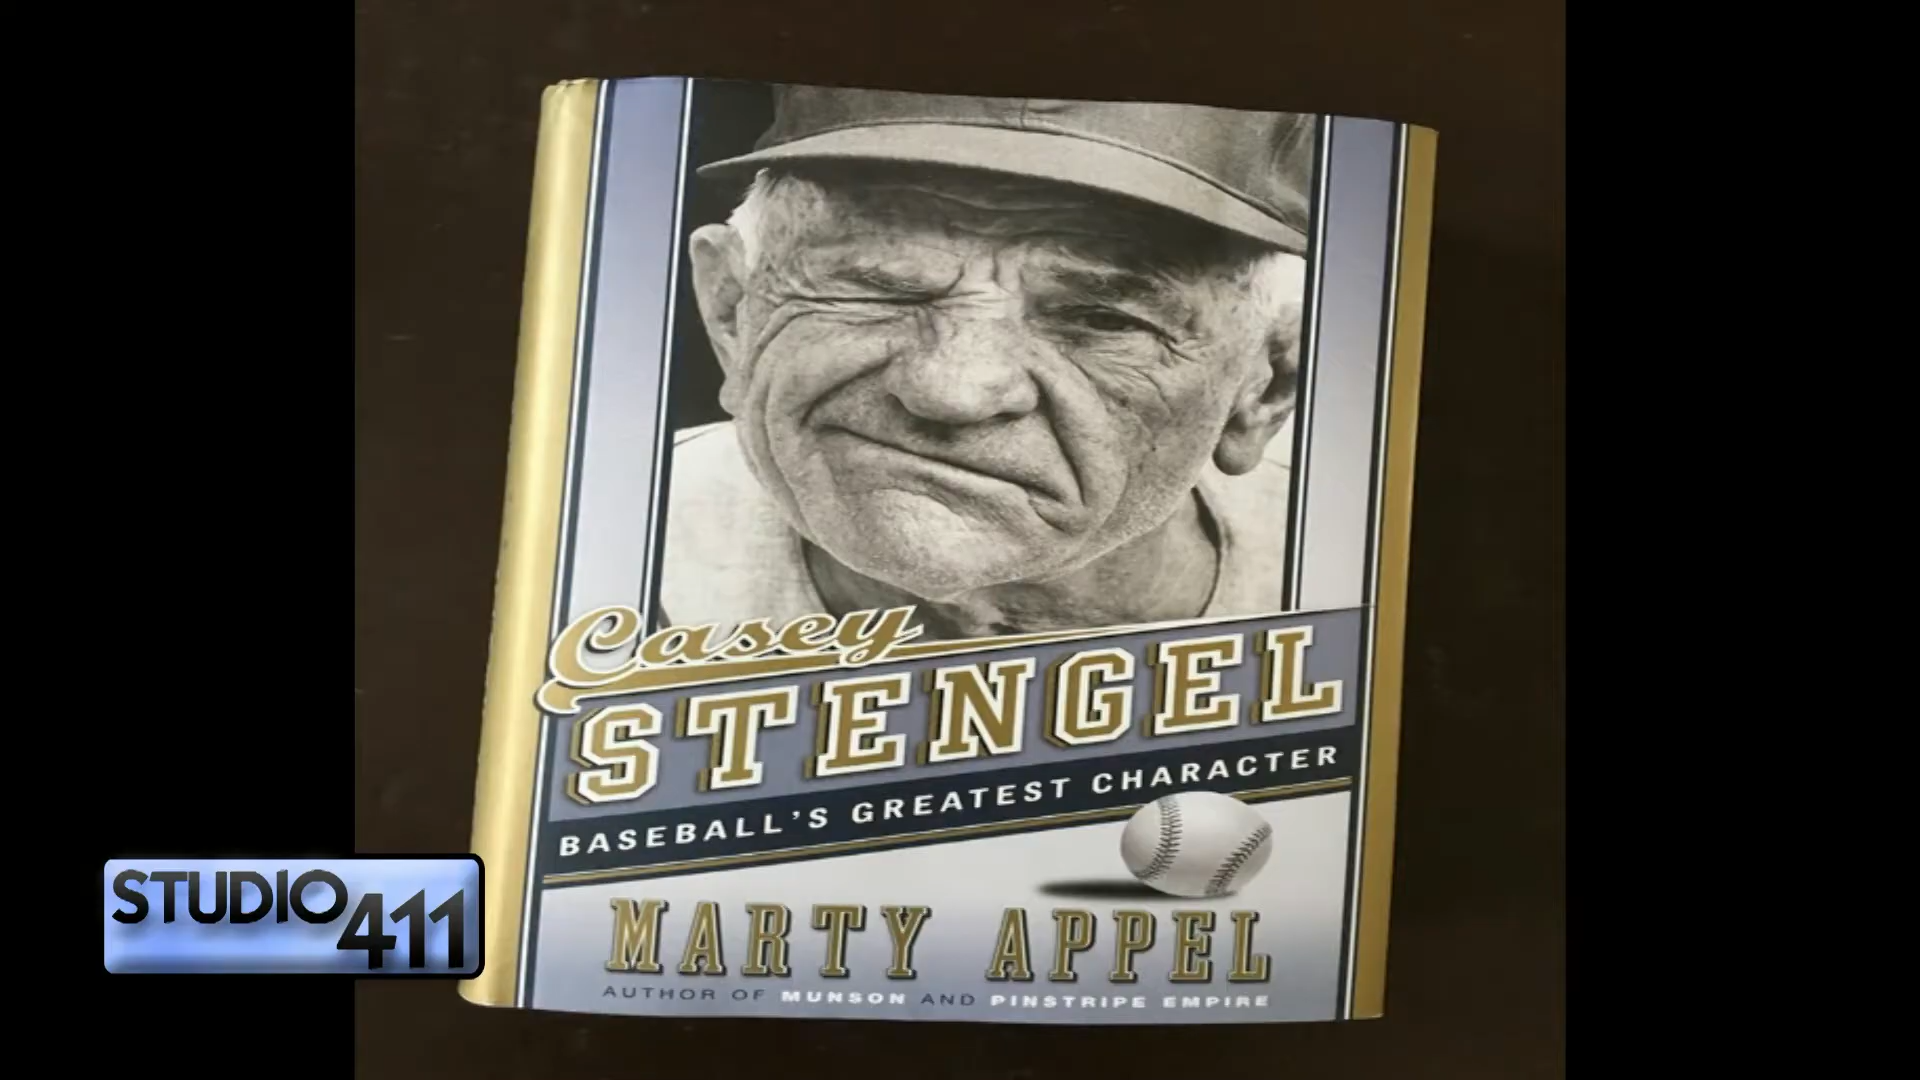 Casey
STENGEL
BASEBALL'S GREATEST CHARACTER
MARTY APPEL
AUTHOR OF MUNSON AND PINSTRIPE EMPIRE
STUDIO 411